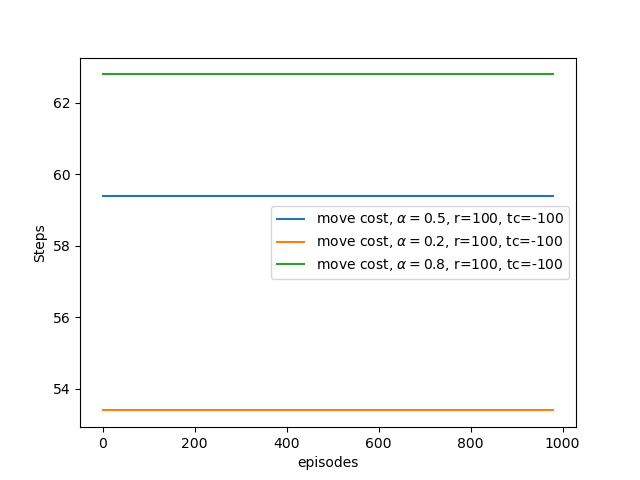 62
60
58
56
54
Steps
move cost, α = 0.5, r=100, tc=-100
move cost, α = 0.2, r=100, tc=-100
move cost, α = 0.8, r=100, tc=-100
0 200 400 600 800 1000
episodes